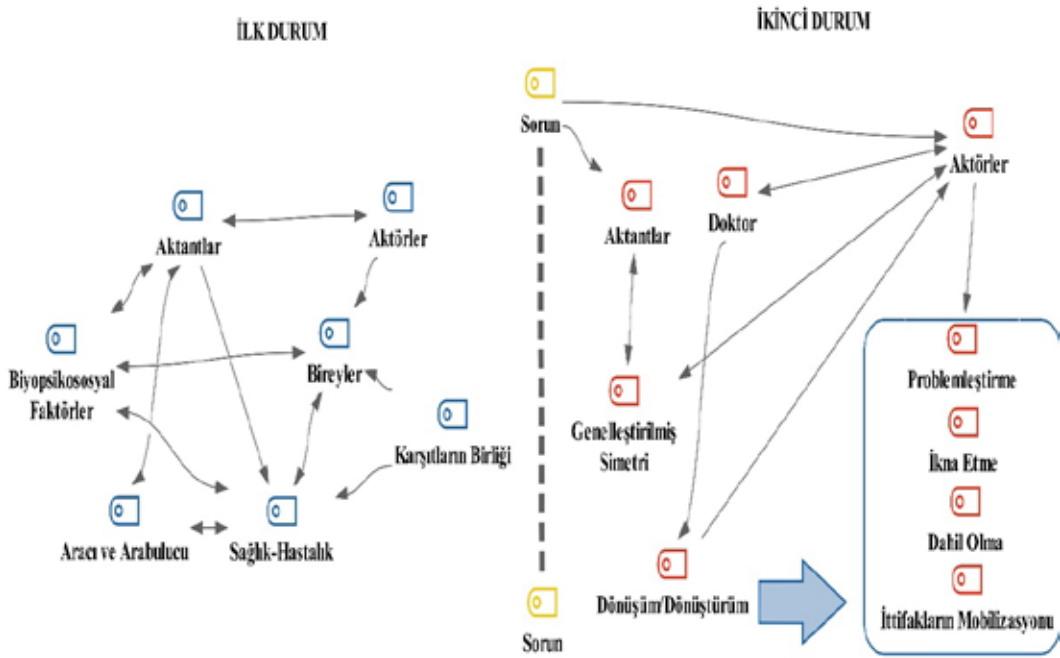 İLK DURUM
Aktantlar
Aktörler
Biyopsikososyal
Faktörler
Bireyler
Karşıtların Birliği
Aracı ve Arabulucu
Sağlık-Hastalık
İKİNCİ DURUM
Sorun
Aktörler
Aktantlar
Doktor
Genelleştirilmiş
Simetri
Dönüşüm/Dönüştürüm
Sorun
Problemleştirme
İkna Etme
Dahil Olma
İttifakların Mobilizasyonu